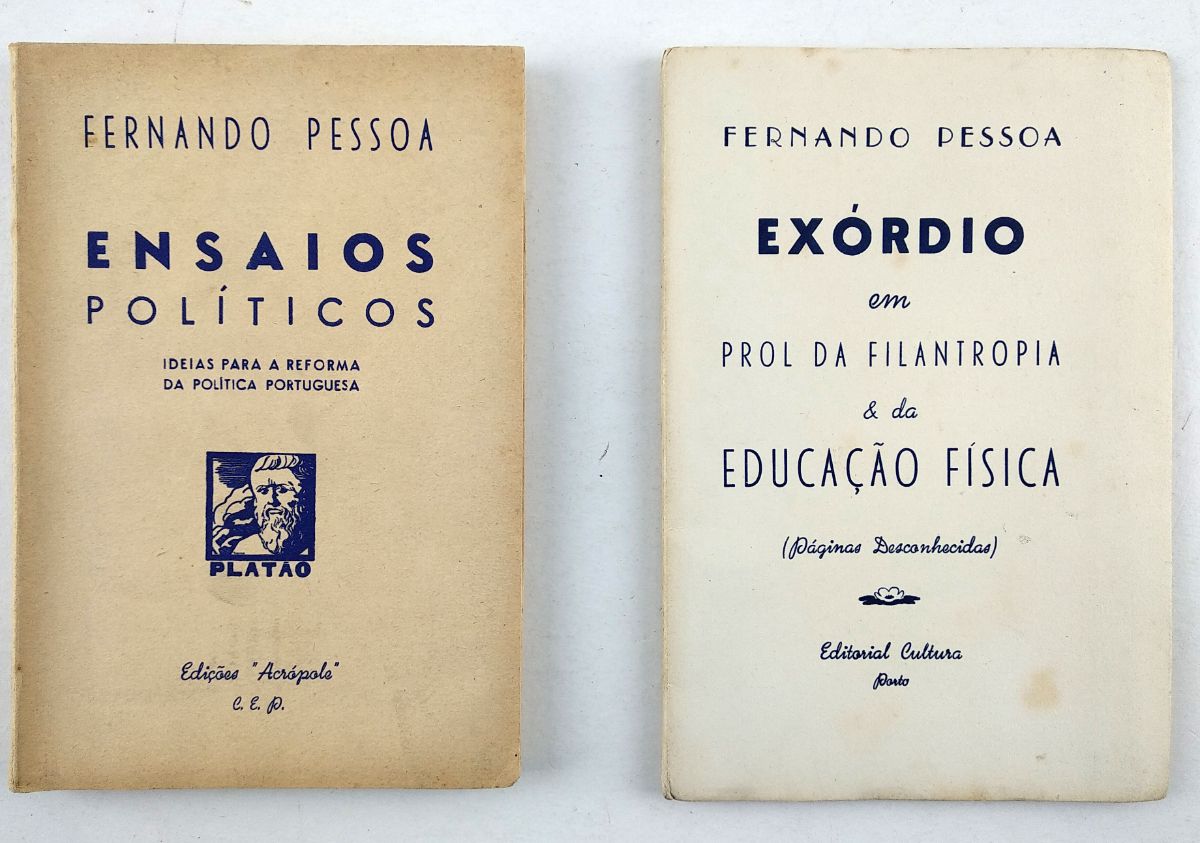 FERNANDO PESSOA
ENSAIOS
POLÍTICOS
IDEIAS PARA A REFORMA
DA POLÍTICA PORTUGUESA
PLATÃO
Edições "Acrópole"
C. E. P.
FERNANDO PESSOA
EXÓRDIO
em
PROL DA FILANTROPIA
& da
EDUCAÇÃO FÍSICA
(Páginas Desconhecidas)
Editorial Cultura
Porto